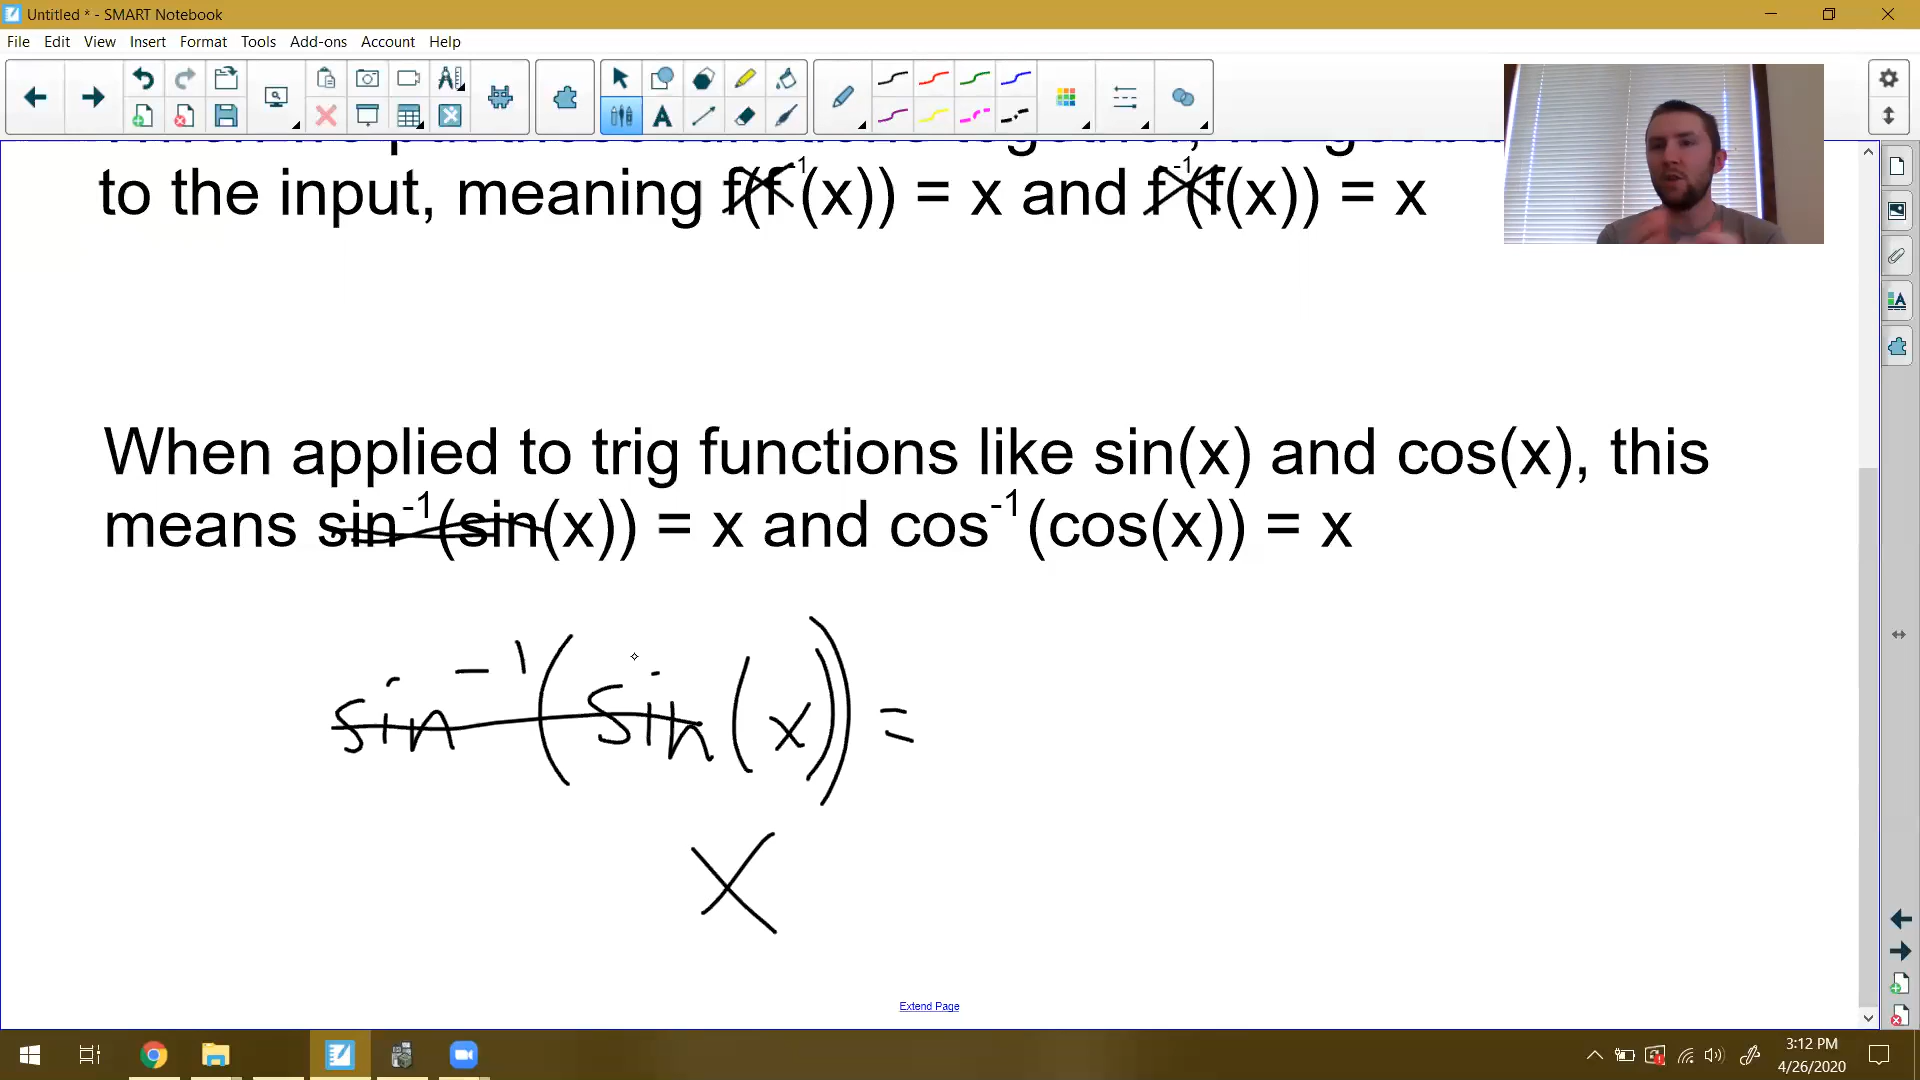 Untitled * - SMART Notebook
File Edit View Insert Format Tools Add-ons Account Help
to the input, meaning f(f⁻¹(x)) = x and f⁻¹(f(x)) = x
When applied to trig functions like sin(x) and cos(x), this
means sin⁻¹(sin(x)) = x and cos⁻¹(cos(x)) = x
sin⁻¹(sin(x)) =
x
Extend Page
3:12 PM
4/26/2020